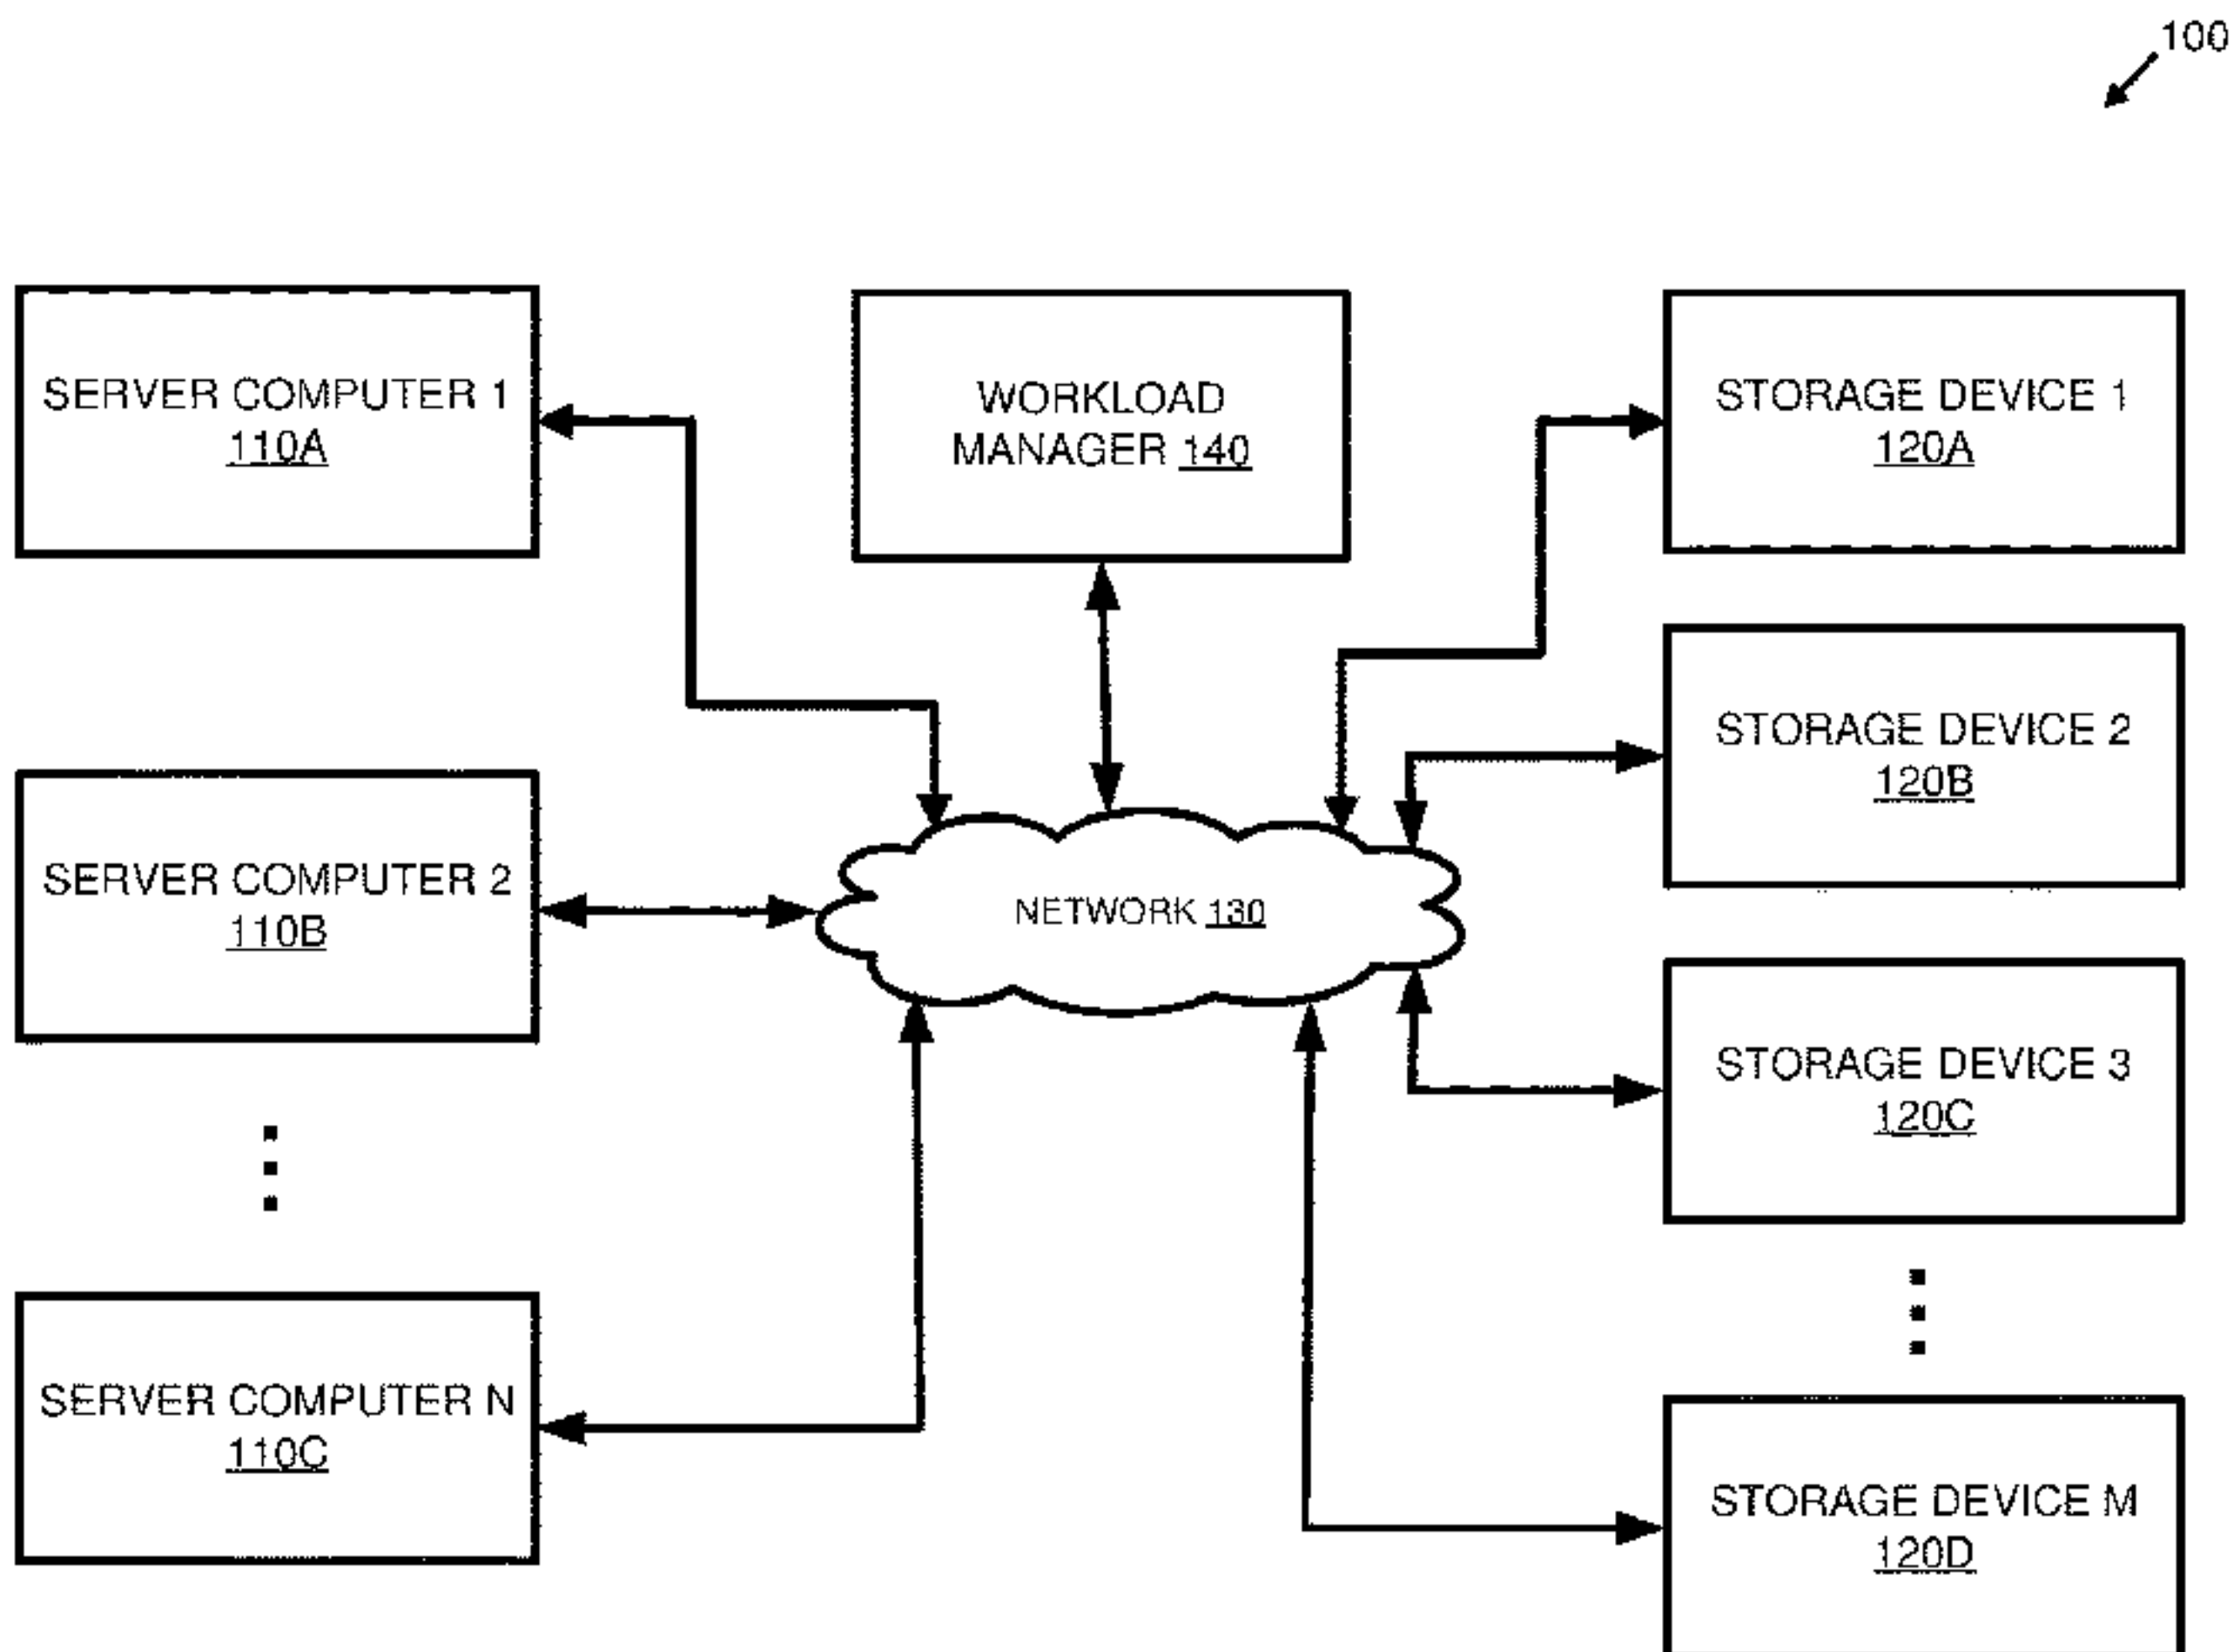 100
SERVER COMPUTER 1
110A
WORKLOAD
MANAGER 140
STORAGE DEVICE 1
120A
STORAGE DEVICE 2
120B
SERVER COMPUTER 2
110B
NETWORK 130
STORAGE DEVICE 3
120C
SERVER COMPUTER N
110C
STORAGE DEVICE M
120D